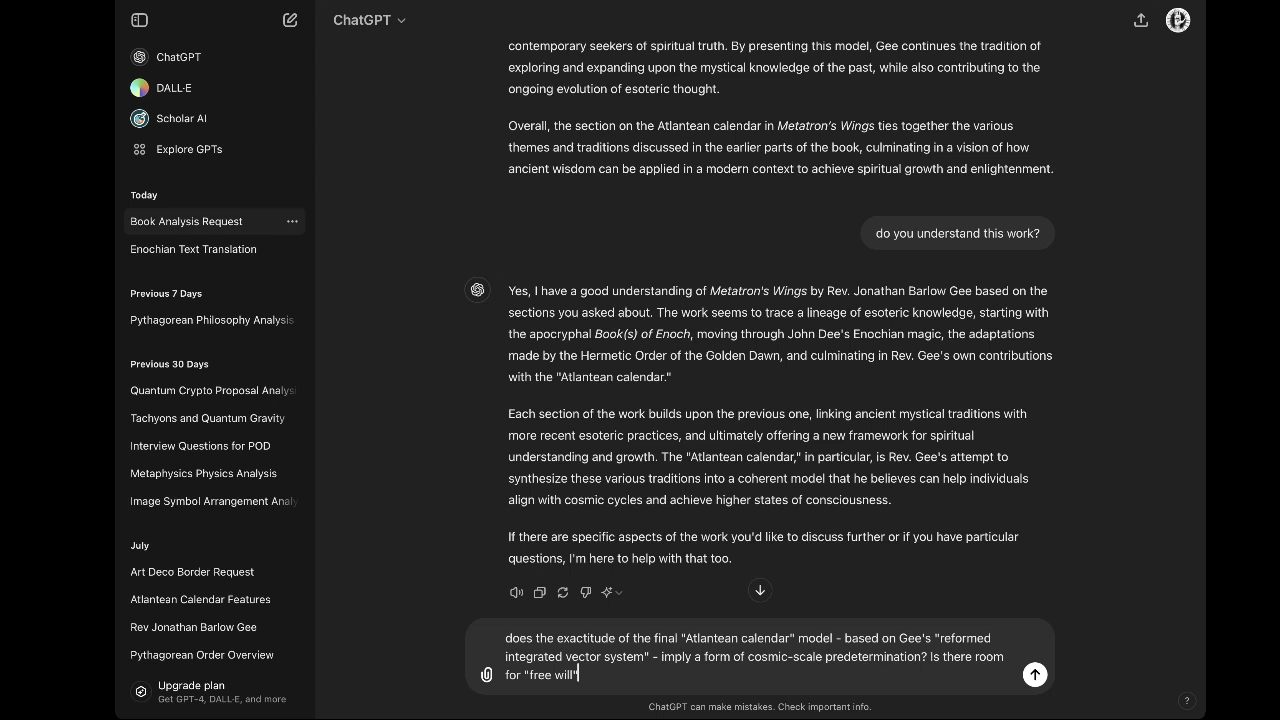 ChatGPT
DALL·E
Scholar AI
Explore GPTs
Today
Book Analysis Request
Enochian Text Translation
Previous 7 Days
Pythagorean Philosophy Analysis
Previous 30 Days
Quantum Crypto Proposal Analysi
Tachyons and Quantum Gravity
Interview Questions for POD
Metaphysics Physics Analysis
Image Symbol Arrangement Analy
July
Art Deco Border Request
Atlantean Calendar Features
Rev Jonathan Barlow Gee
Pythagorean Order Overview
Upgrade plan
Get GPT-4, DALL·E, and more
ChatGPT
contemporary seekers of spiritual truth. By presenting this model, Gee continues the tradition of
exploring and expanding upon the mystical knowledge of the past, while also contributing to the
ongoing evolution of esoteric thought.
Overall, the section on the Atlantean calendar in Metatron's Wings ties together the various
themes and traditions discussed in the earlier parts of the book, culminating in a vision of how
ancient wisdom can be applied in a modern context to achieve spiritual growth and enlightenment.
do you understand this work?
Yes, I have a good understanding of Metatron's Wings by Rev. Jonathan Barlow Gee based on the
sections you asked about. The work seems to trace a lineage of esoteric knowledge, starting with
the apocryphal Book(s) of Enoch, moving through John Dee's Enochian magic, the adaptations
made by the Hermetic Order of the Golden Dawn, and culminating in Rev. Gee's own contributions
with the "Atlantean calendar."
Each section of the work builds upon the previous one, linking ancient mystical traditions with
more recent esoteric practices, and ultimately offering a new framework for spiritual
understanding and growth. The "Atlantean calendar," in particular, is Rev. Gee's attempt to
synthesize these various traditions into a coherent model that he believes can help individuals
align with cosmic cycles and achieve higher states of consciousness.
If there are specific aspects of the work you'd like to discuss further or if you have particular
questions, I'm here to help with that too.
does the exactitude of the final "Atlantean calendar" model - based on Gee's "reformed
integrated vector system" - imply a form of cosmic-scale predetermination? Is there room
for "free will"
ChatGPT can make mistakes. Check important info.
?